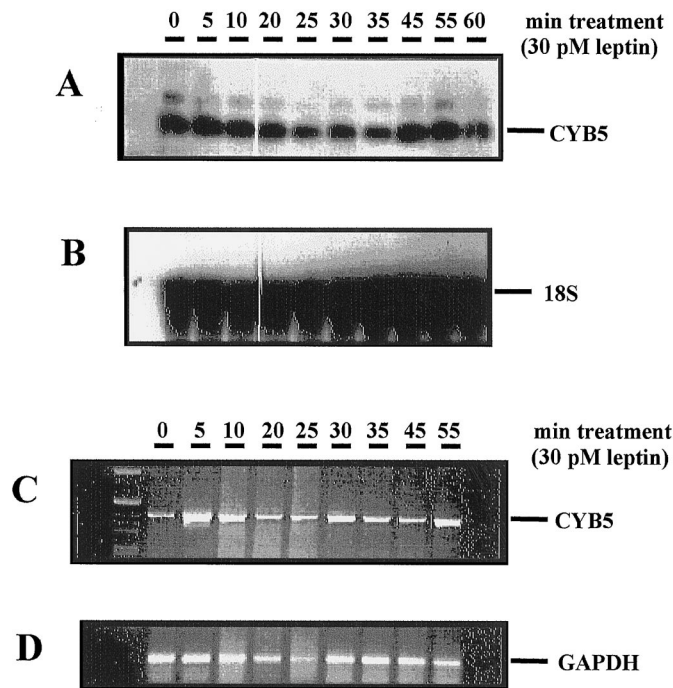 0 5 10 20 25 30 35 45 55 60 min treatment
(30 pM leptin)
A
CYB5
B
18S
0 5 10 20 25 30 35 45 55 min treatment
(30 pM leptin)
C
CYB5
D
GAPDH